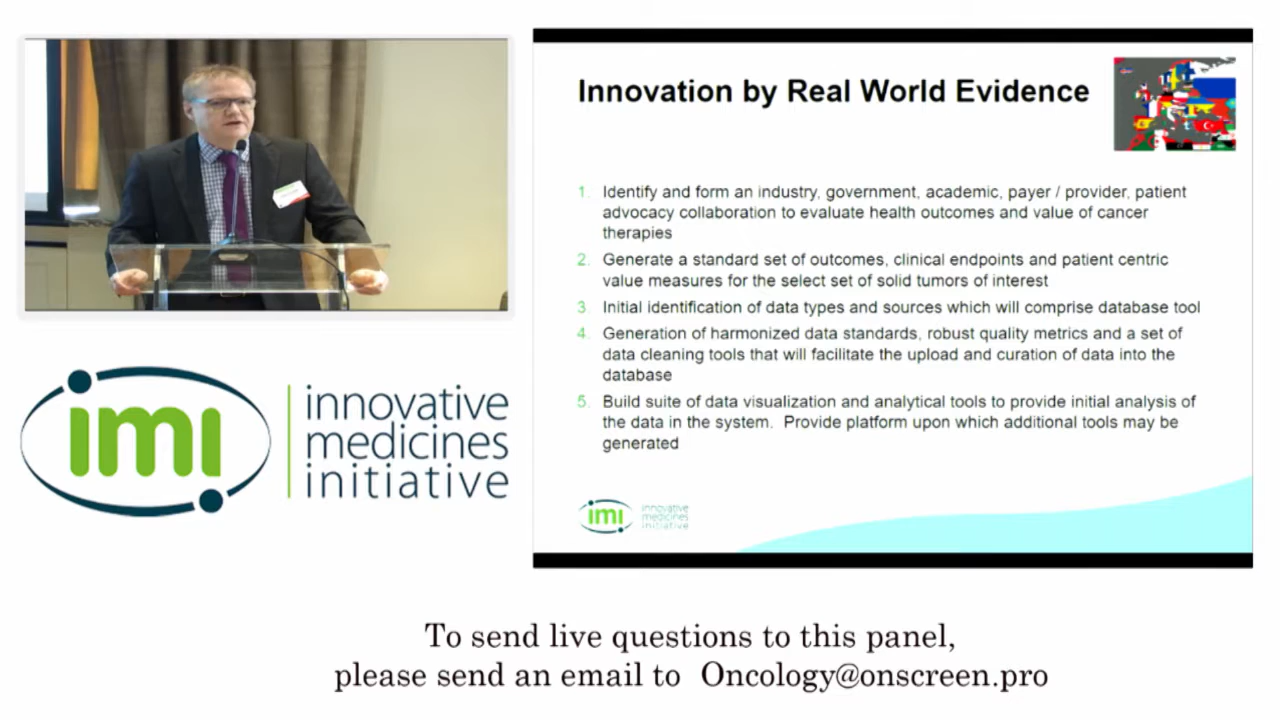 Innovation by Real World Evidence
1. Identify and form an industry, government, academic, payer / provider, patient
advocacy collaboration to evaluate health outcomes and value of cancer
therapies
2. Generate a standard set of outcomes, clinical endpoints and patient centric
value measures for the select set of solid tumors of interest
3. Initial identification of data types and sources which will comprise database tool
4. Generation of harmonized data standards, robust quality metrics and a set of
data cleaning tools that will facilitate the upload and curation of data into the
database
5. Build suite of data visualization and analytical tools to provide initial analysis of
the data in the system. Provide platform upon which additional tools may be
generated
imi
innovative
medicines
initiative
imi
innovative
medicines
initiative
To send live questions to this panel,
please send an email to Oncology@onscreen.pro